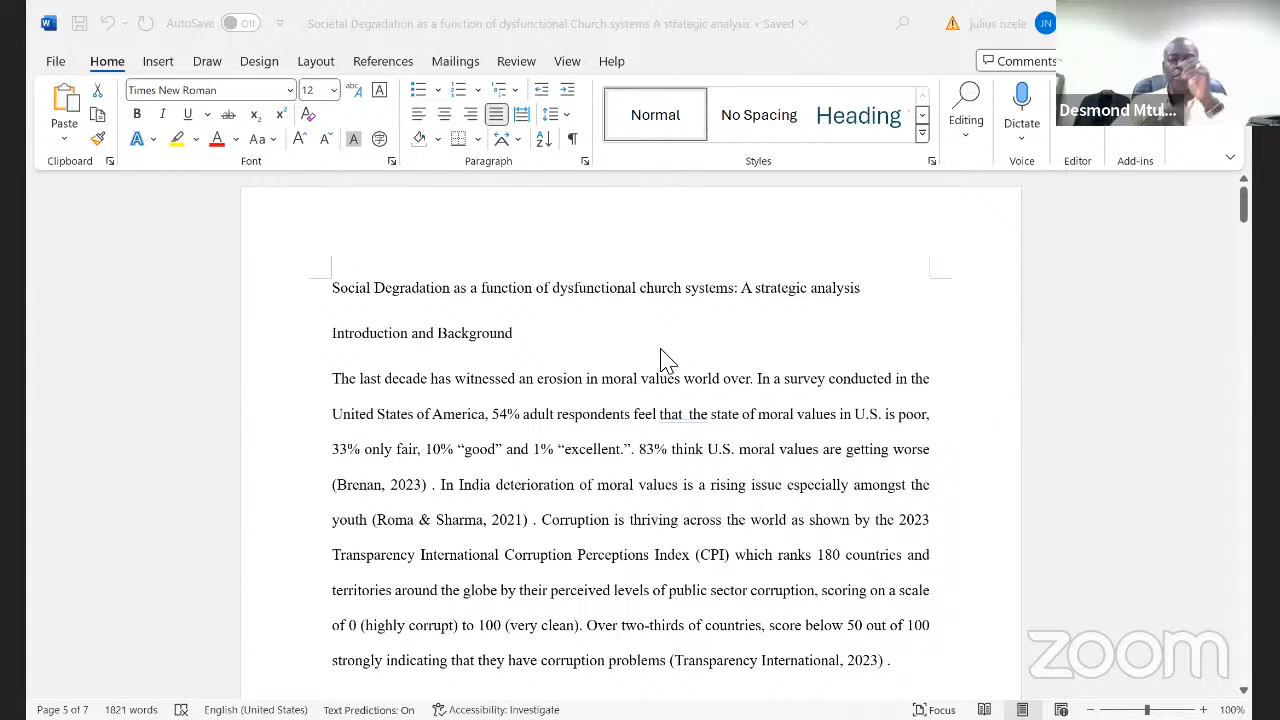 AutoSave Off Societal Degradation as a function of dysfunctional Church systems A strategic analysis • Saved julius nzele JN
File Home Insert Draw Design Layout References Mailings Review View Help Comments
Desmond Mtul...
Times New Roman 12
Paste
B I U ab x₂ x²
A A Aa A A A
Normal No Spacing Heading
Editing Dictate
Clipboard Font Paragraph Styles Voice Editor Add-ins
Social Degradation as a function of dysfunctional church systems: A strategic analysis
Introduction and Background
The last decade has witnessed an erosion in moral values world over. In a survey conducted in the
United States of America, 54% adult respondents feel that the state of moral values in U.S. is poor,
33% only fair, 10% “good” and 1% “excellent.”. 83% think U.S. moral values are getting worse
(Brenan, 2023) . In India deterioration of moral values is a rising issue especially amongst the
youth (Roma & Sharma, 2021) . Corruption is thriving across the world as shown by the 2023
Transparency International Corruption Perceptions Index (CPI) which ranks 180 countries and
territories around the globe by their perceived levels of public sector corruption, scoring on a scale
of 0 (highly corrupt) to 100 (very clean). Over two-thirds of countries, score below 50 out of 100
strongly indicating that they have corruption problems (Transparency International, 2023) .
zoom
Page 5 of 7 1821 words English (United States) Text Predictions: On Accessibility: Investigate Focus 100%